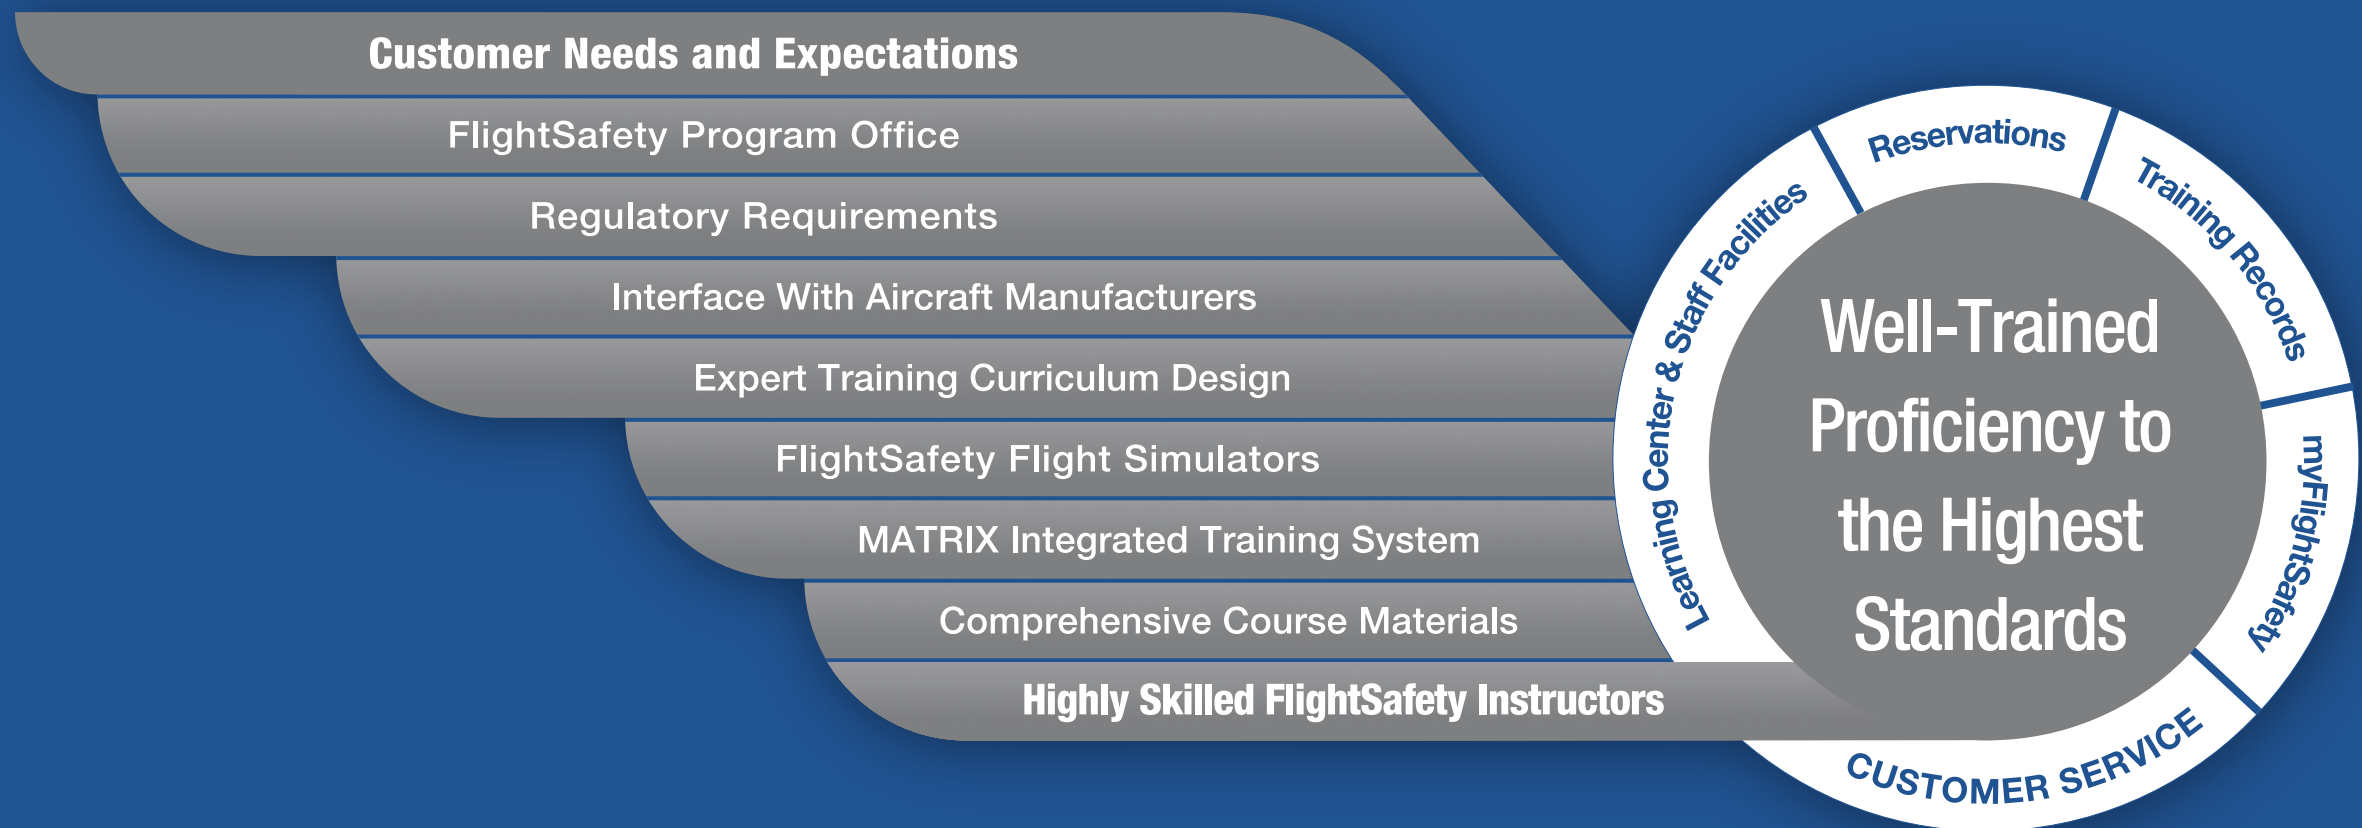 Customer Needs and Expectations
FlightSafety Program Office
Regulatory Requirements
Interface With Aircraft Manufacturers
Expert Training Curriculum Design
FlightSafety Flight Simulators
MATRIX Integrated Training System
Comprehensive Course Materials
Highly Skilled FlightSafety Instructors
Learning Center & Staff Facilities
Reservations
Training Records
myFlightSafety
CUSTOMER SERVICE
Well-Trained
Proficiency to
the Highest
Standards